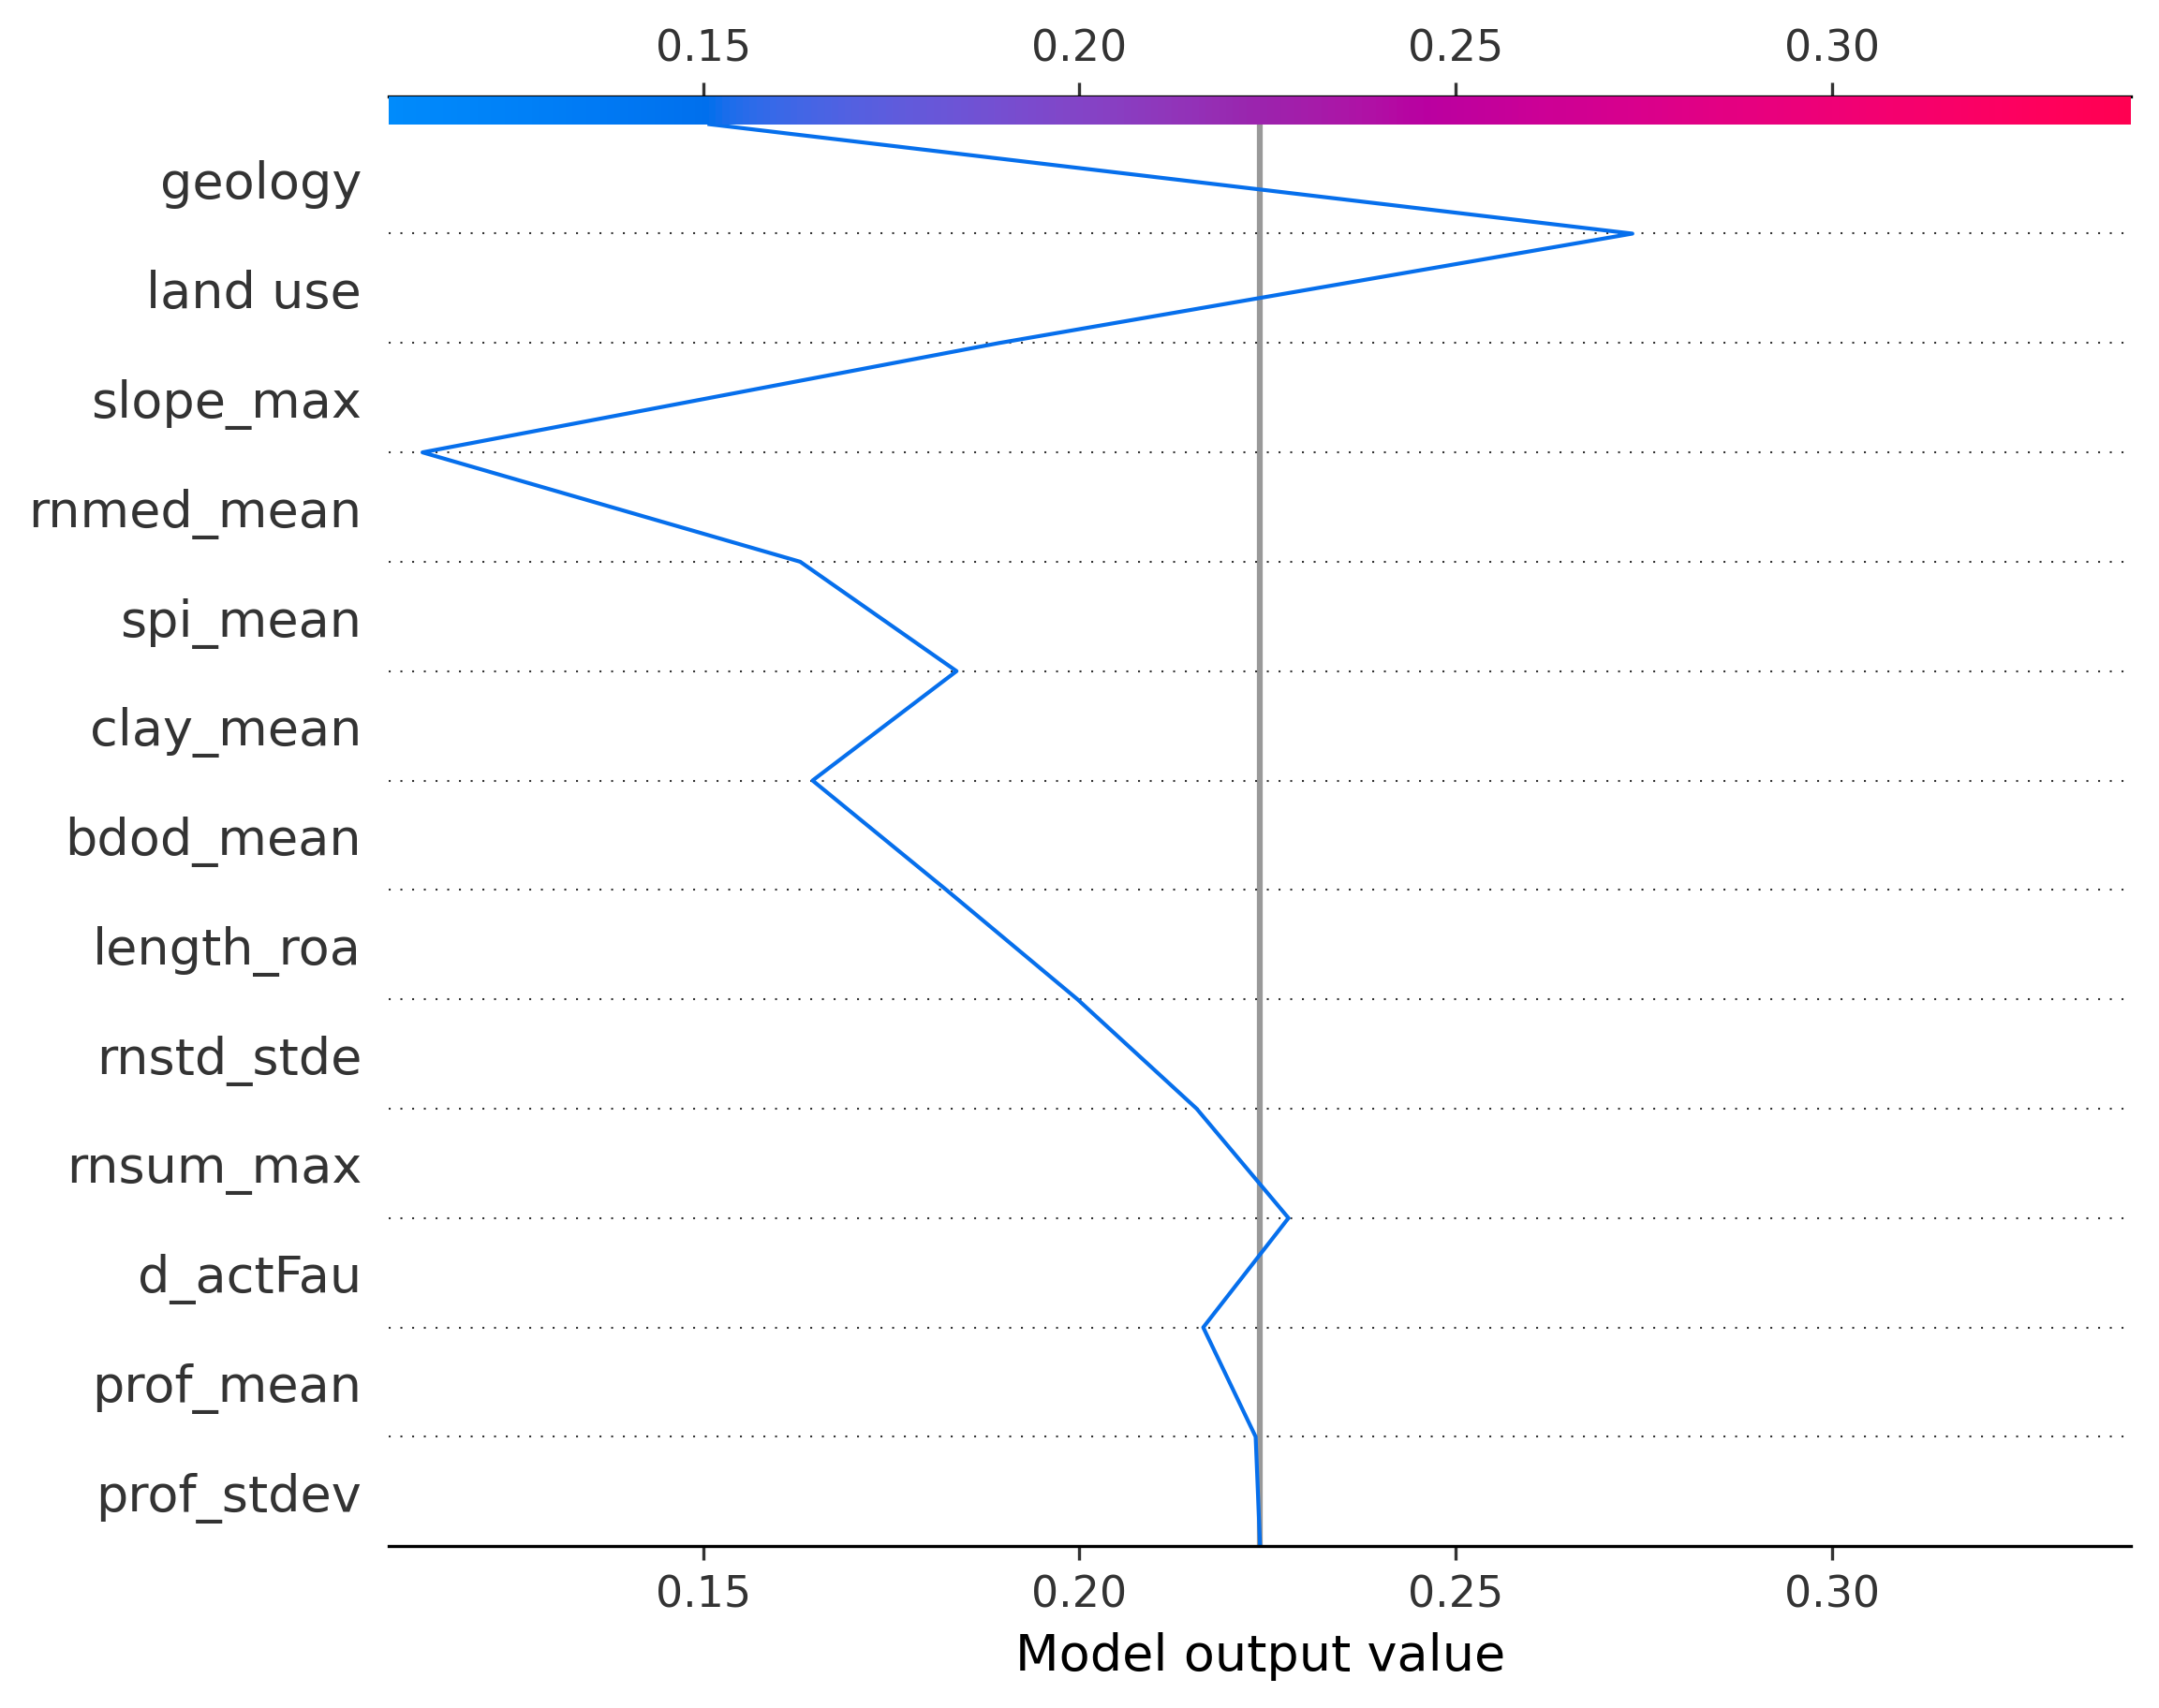 0.15 0.20 0.25 0.30
geology
land use
slope_max
rnmed_mean
spi_mean
clay_mean
bdod_mean
length_roa
rnstd_stde
rnsum_max
d_actFau
prof_mean
prof_stdev
0.15 0.20 0.25 0.30
Model output value